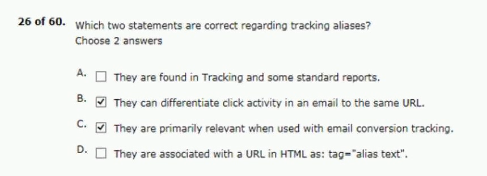 26 of 60. Which two statements are correct regarding tracking aliases?
Choose 2 answers
A. They are found in Tracking and some standard reports.
B. They can differentiate click activity in an email to the same URL.
C. They are primarily relevant when used with email conversion tracking.
D. They are associated with a URL in HTML as: tag="alias text".